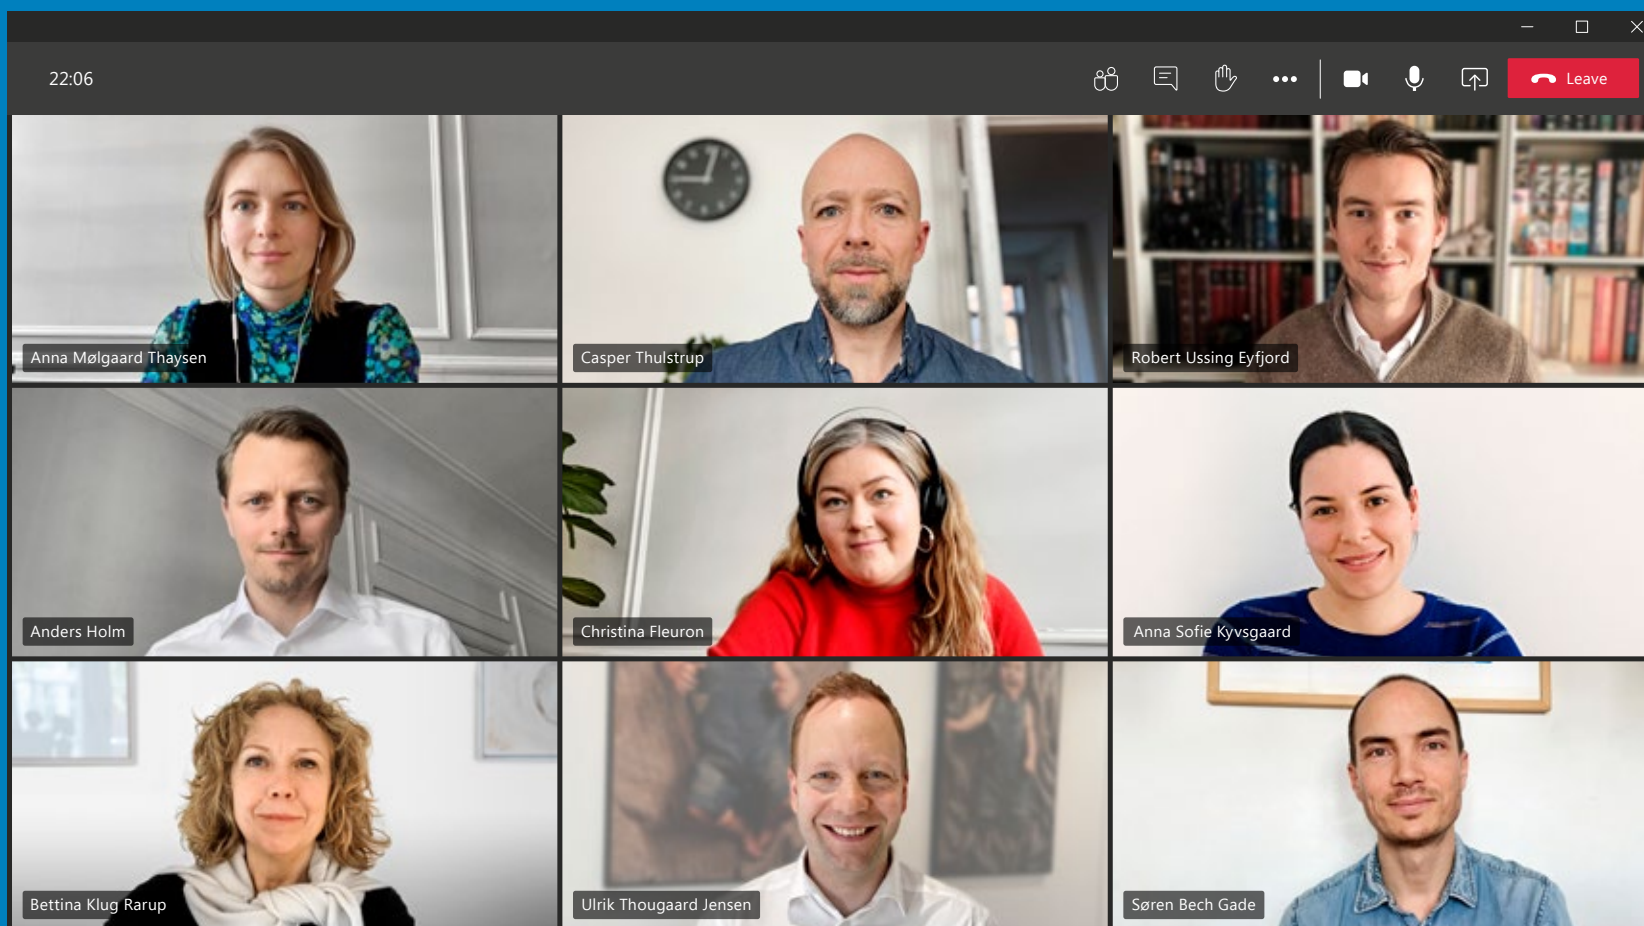 22:06
Leave
Anna Mølgaard Thaysen
Casper Thulstrup
Robert Ussing Eyfjord
Anders Holm
Christina Fleuron
Anna Sofie Kyvsgaard
Bettina Klug Rarup
Ulrik Thougaard Jensen
Søren Bech Gade